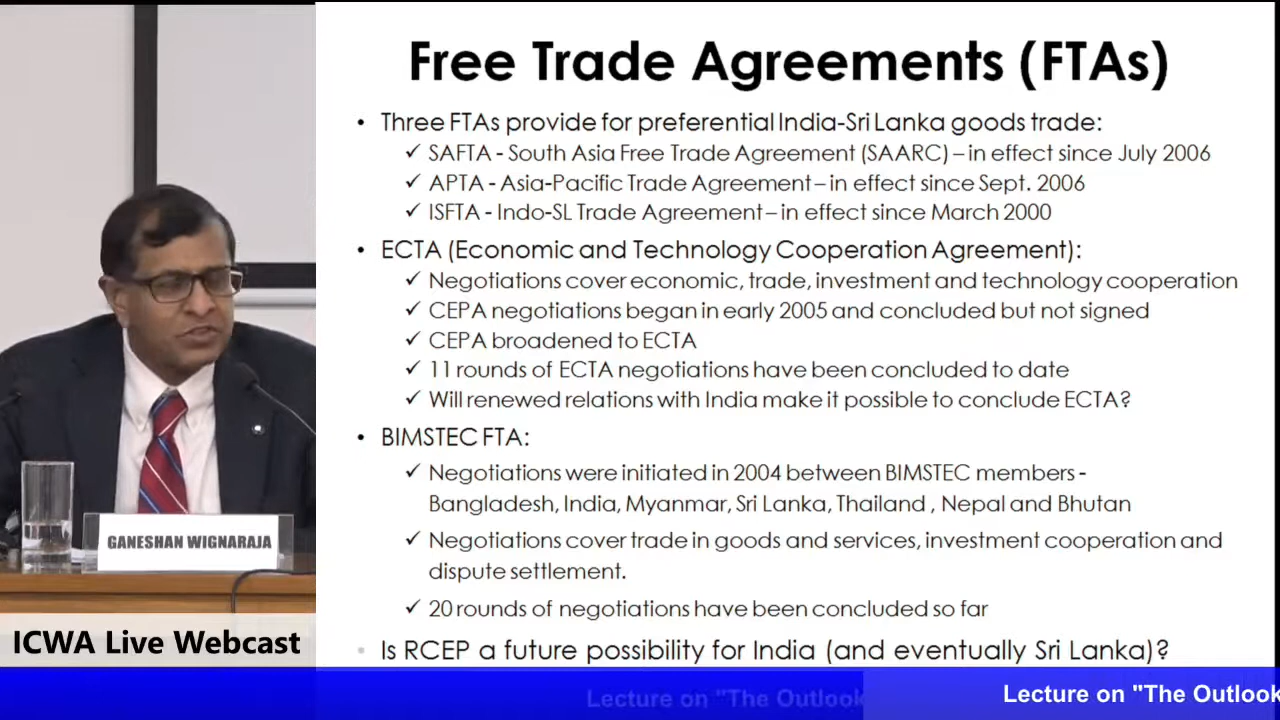 Free Trade Agreements (FTAs)
• Three FTAs provide for preferential India-Sri Lanka goods trade:
✓ SAFTA - South Asia Free Trade Agreement (SAARC) – in effect since July 2006
✓ APTA - Asia-Pacific Trade Agreement – in effect since Sept. 2006
✓ ISFTA - Indo-SL Trade Agreement – in effect since March 2000
• ECTA (Economic and Technology Cooperation Agreement):
✓ Negotiations cover economic, trade, investment and technology cooperation
✓ CEPA negotiations began in early 2005 and concluded but not signed
✓ CEPA broadened to ECTA
✓ 11 rounds of ECTA negotiations have been concluded to date
✓ Will renewed relations with India make it possible to conclude ECTA?
• BIMSTEC FTA:
✓ Negotiations were initiated in 2004 between BIMSTEC members -
Bangladesh, India, Myanmar, Sri Lanka, Thailand , Nepal and Bhutan
✓ Negotiations cover trade in goods and services, investment cooperation and
dispute settlement.
✓ 20 rounds of negotiations have been concluded so far
• Is RCEP a future possibility for India (and eventually Sri Lanka)?
GANESHAN WIGNARAJA
ICWA Live Webcast
Lecture on "The Outlook
Lecture on "The Outlook